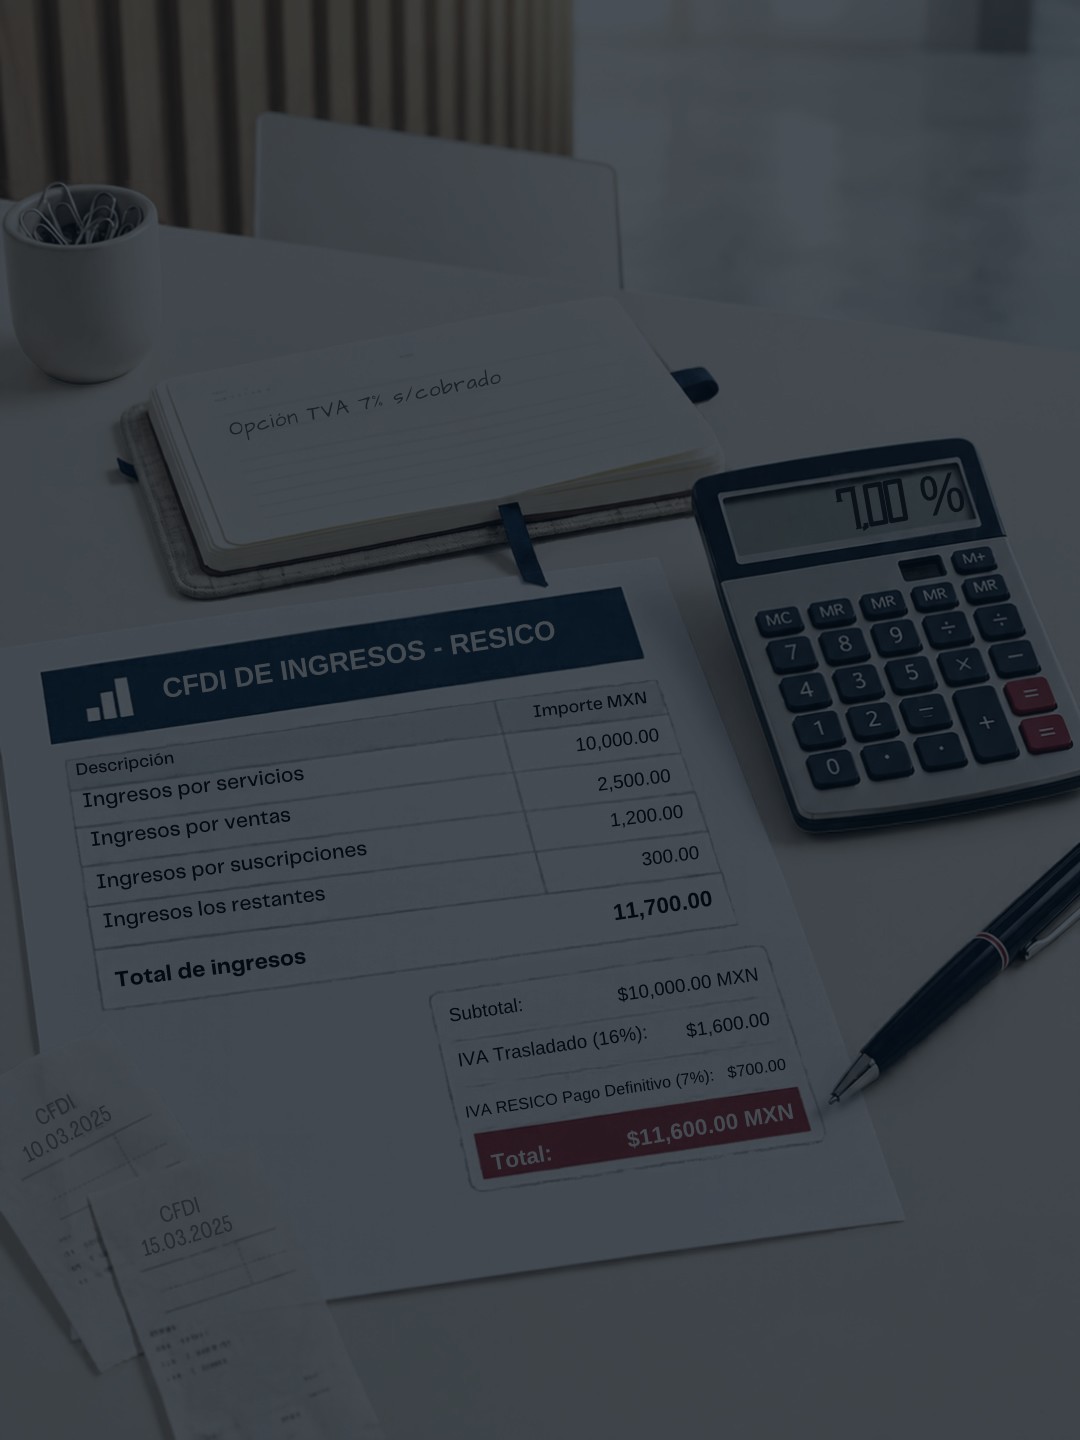 Opción TVA 7% s/cobrado
7,00 %
M+
MC MR MR MR MR
7 8 9 ÷ ÷
4 3 5 × −
1 2 = + =
0 · · =
CFDI DE INGRESOS - RESICO
Descripción Importe MXN
Ingresos por servicios 10,000.00
Ingresos por ventas 2,500.00
Ingresos por suscripciones 1,200.00
Ingresos los restantes 300.00
Total de ingresos 11,700.00
Subtotal: $10,000.00 MXN
IVA Trasladado (16%): $1,600.00
IVA RESICO Pago Definitivo (7%): $700.00
Total: $11,600.00 MXN
CFDI
10.03.2025
CFDI
15.03.2025